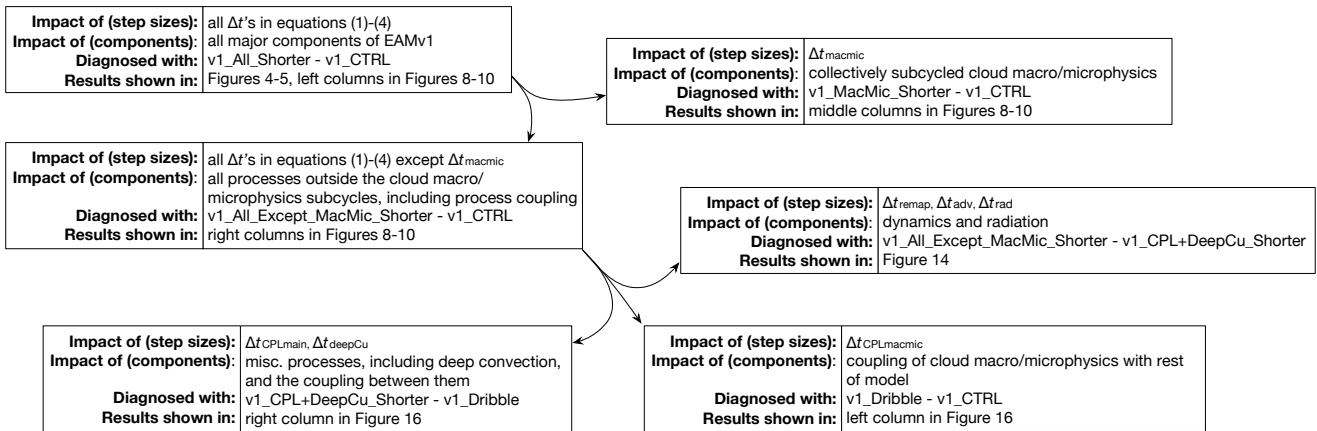 Impact of (step sizes): all Δt's in equations (1)-(4)
Impact of (components): all major components of EAMv1
Diagnosed with: v1_All_Shorter - v1_CTRL
Results shown in: Figures 4-5, left columns in Figures 8-10
Impact of (step sizes): Δtmacmic
Impact of (components): collectively subcycled cloud macro/microphysics
Diagnosed with: v1_MacMic_Shorter - v1_CTRL
Results shown in: middle columns in Figures 8-10
Impact of (step sizes): all Δt's in equations (1)-(4) except Δtmacmic
Impact of (components): all processes outside the cloud macro/
microphysics subcycles, including process coupling
Diagnosed with: v1_All_Except_MacMic_Shorter - v1_CTRL
Results shown in: right columns in Figures 8-10
Impact of (step sizes): Δtremap, Δtadv, Δtrad
Impact of (components): dynamics and radiation
Diagnosed with: v1_All_Except_MacMic_Shorter - v1_CPL+DeepCu_Shorter
Results shown in: Figure 14
Impact of (step sizes): ΔtCPLmain, ΔtdeepCu
Impact of (components): misc. processes, including deep convection,
and the coupling between them
Diagnosed with: v1_CPL+DeepCu_Shorter - v1_Dribble
Results shown in: right column in Figure 16
Impact of (step sizes): ΔtCPLmacmic
Impact of (components): coupling of cloud macro/microphysics with rest
of model
Diagnosed with: v1_Dribble - v1_CTRL
Results shown in: left column in Figure 16